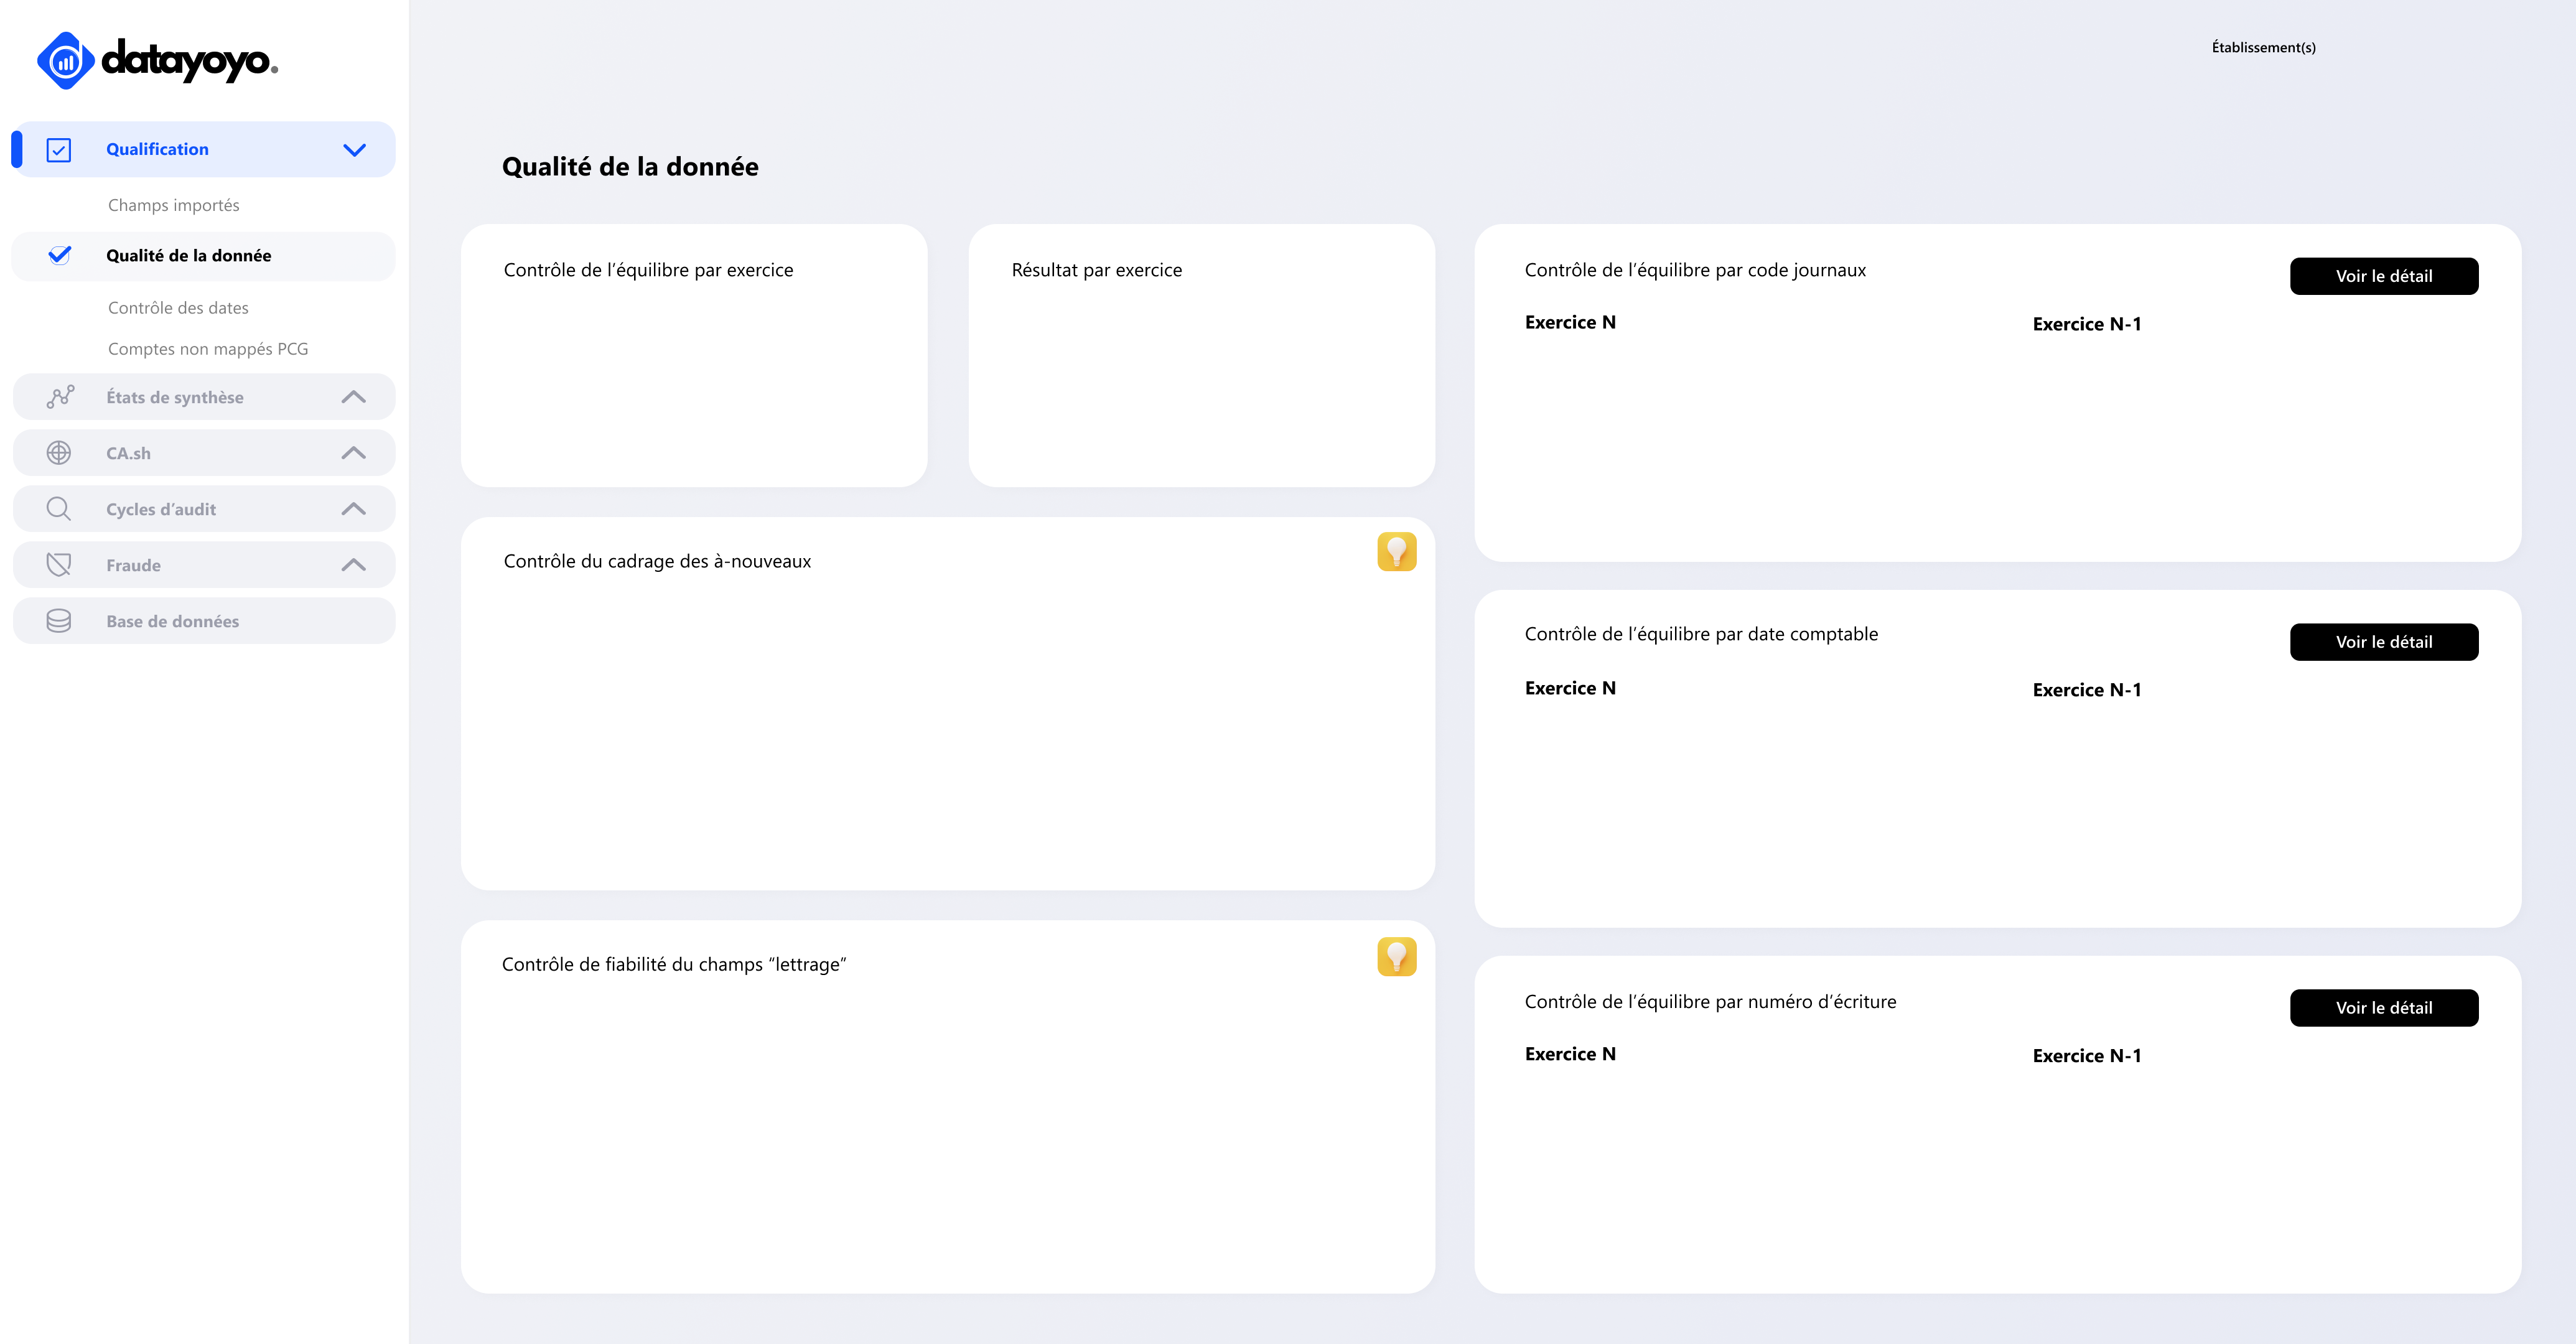 datayoyo.
Qualification
Champs importés
Qualité de la donnée
Contrôle des dates
Comptes non mappés PCG
États de synthèse
CA.sh
Cycles d’audit
Fraude
Base de données
Établissement(s)
Qualité de la donnée
Contrôle de l’équilibre par exercice
Résultat par exercice
Contrôle du cadrage des à-nouveaux
Contrôle de fiabilité du champs “lettrage”
Contrôle de l’équilibre par code journaux
Voir le détail
Exercice N
Exercice N-1
Contrôle de l’équilibre par date comptable
Voir le détail
Exercice N
Exercice N-1
Contrôle de l’équilibre par numéro d’écriture
Voir le détail
Exercice N
Exercice N-1